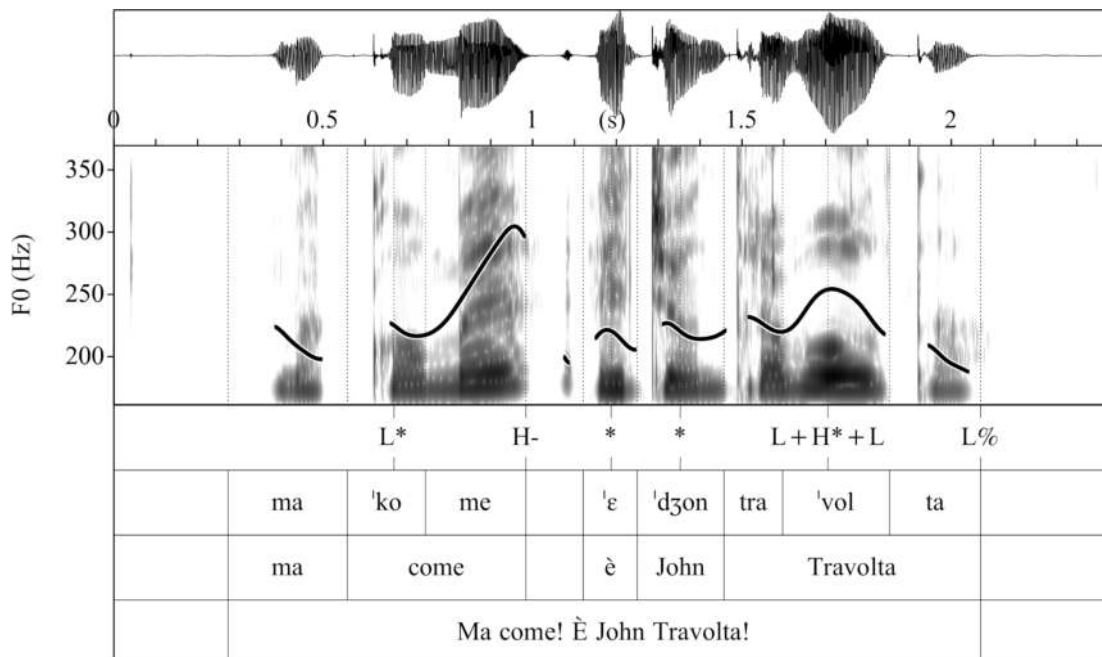 0 0.5 1 (s) 1.5 2
350
300
F0 (Hz)
250
200
L* H- * * L+H*+L L%
ma ˈko me ˈɛ ˈdʒon tra ˈvol ta
ma come è John Travolta
Ma come! È John Travolta!